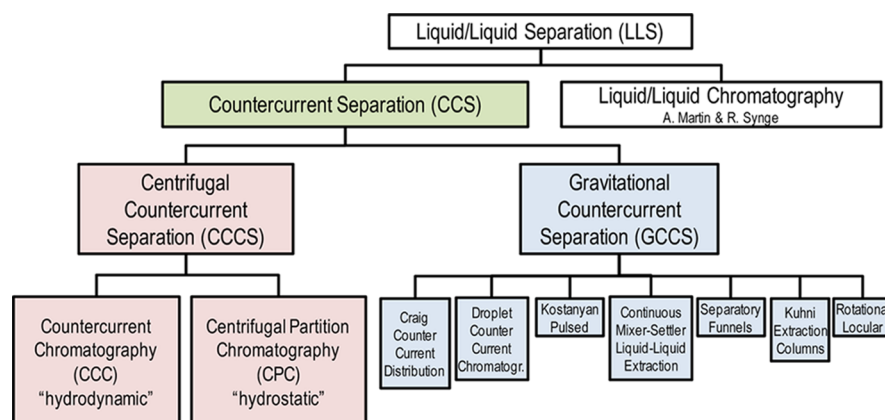 Liquid/Liquid Separation (LLS)
Countercurrent Separation (CCS)
Liquid/Liquid Chromatography
A. Martin & R. Synge
Centrifugal
Countercurrent
Separation (CCCS)
Gravitational
Countercurrent
Separation (GCCS)
Countercurrent
Chromatography
(CCC)
“hydrodynamic”
Centrifugal Partition
Chromatography
(CPC)
“hydrostatic”
Craig
Counter
Current
Distribution
Droplet
Counter
Current
Chromatogr.
Kostanyan
Pulsed
Continuous
Mixer-Settler
Liquid-Liquid
Extraction
Separatory
Funnels
Kuhni
Extraction
Columns
Rotational
Locular